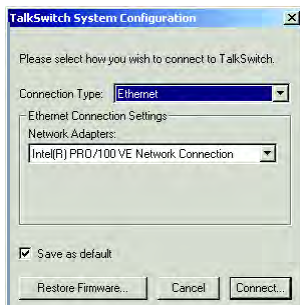 TalkSwitch System Configuration
Please select how you wish to connect to TalkSwitch.
Connection Type: Ethernet
Ethernet Connection Settings
Network Adapters:
Intel(R) PRO/100 VE Network Connection
Save as default
Restore Firmware... Cancel Connect...